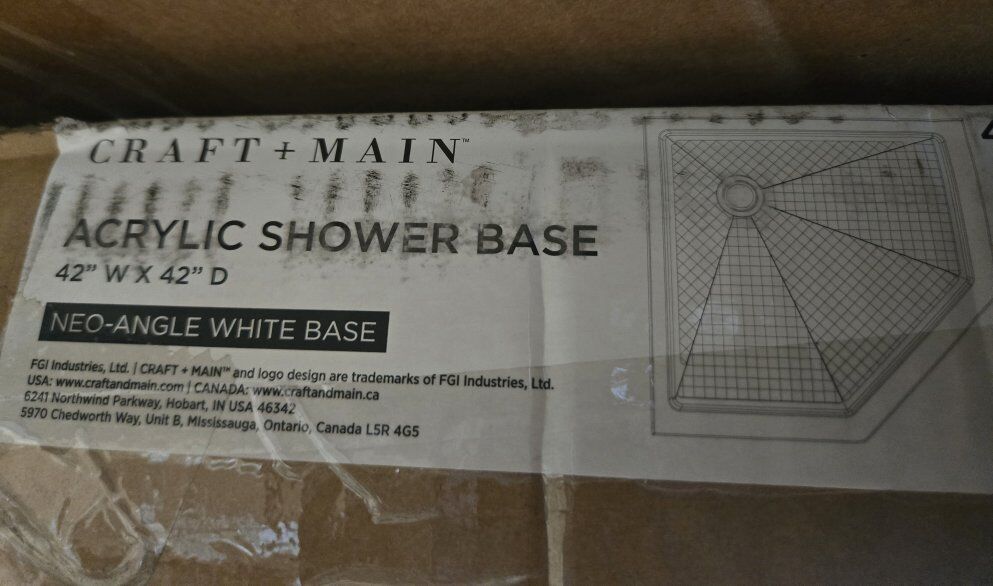 CRAFT + MAIN™
ACRYLIC SHOWER BASE
42” W X 42” D
NEO-ANGLE WHITE BASE
FGI Industries, Ltd. | CRAFT + MAIN™ and logo design are trademarks of FGI Industries, Ltd.
USA: www.craftandmain.com | CANADA: www.craftandmain.ca
6241 Northwind Parkway, Hobart, IN USA 46342
5970 Chedworth Way, Unit B, Mississauga, Ontario, Canada L5R 4G5